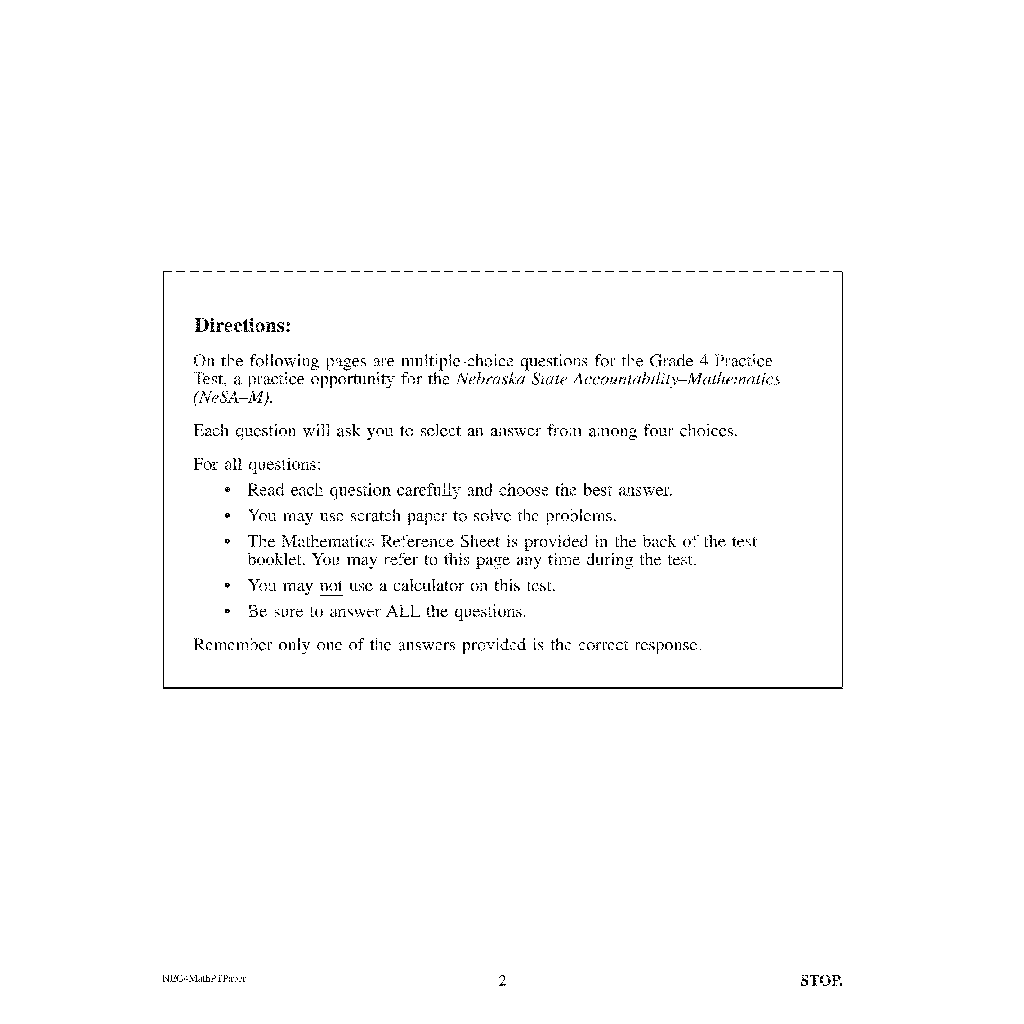 Directions:
On the following pages are multiple-choice questions for the Grade 4 Practice
Test, a practice opportunity for the Nebraska State Accountability–Mathematics
(NeSA–M).
Each question will ask you to select an answer from among four choices.
For all questions:
• Read each question carefully and choose the best answer.
• You may use scratch paper to solve the problems.
• The Mathematics Reference Sheet is provided in the back of the test
booklet. You may refer to this page any time during the test.
• You may not use a calculator on this test.
• Be sure to answer ALL the questions.
Remember only one of the answers provided is the correct response.
2
STOP.